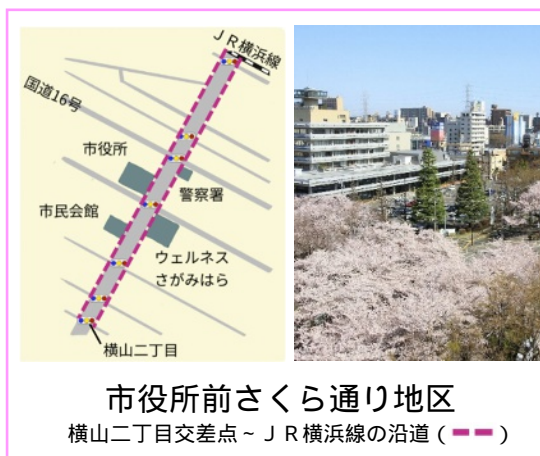 ＪＲ横浜線
国道16号
市役所
警察署
市民会館
ウェルネス
さがみはら
横山二丁目
市役所前さくら通り地区
横山二丁目交差点～ＪＲ横浜線の沿道（ ）